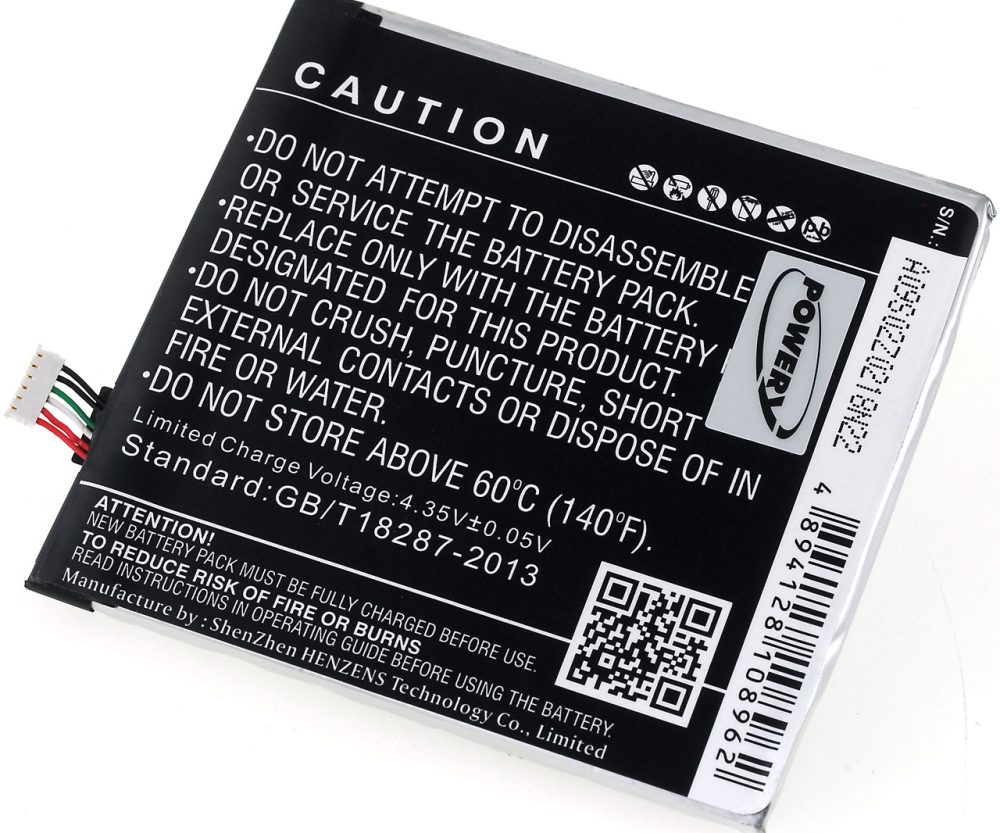 CAUTION
•DO NOT ATTEMPT TO DISASSEMBLE
OR SERVICE THE BATTERY PACK.
•REPLACE ONLY WITH THE BATTERY
DESIGNATED FOR THIS PRODUCT.
•DO NOT CRUSH, PUNCTURE, SHORT
EXTERNAL CONTACTS OR DISPOSE OF IN
FIRE OR WATER.
•DO NOT STORE ABOVE 60°C (140°F).
Limited Charge Voltage:4.35V±0.05V
Standard:GB/T18287-2013
ATTENTION!
NEW BATTERY PACK MUST BE FULLY CHARGED BEFORE USE.
TO REDUCE RISK OF FIRE OR BURNS
READ INSTRUCTIONS IN OPERATING GUIDE BEFORE USING THE BATTERY.
Manufacture by : ShenZhen HENZENS Technology Co., Limited
Pb
POWERY
S/N.:
A0950220218N22
4 894128 108962